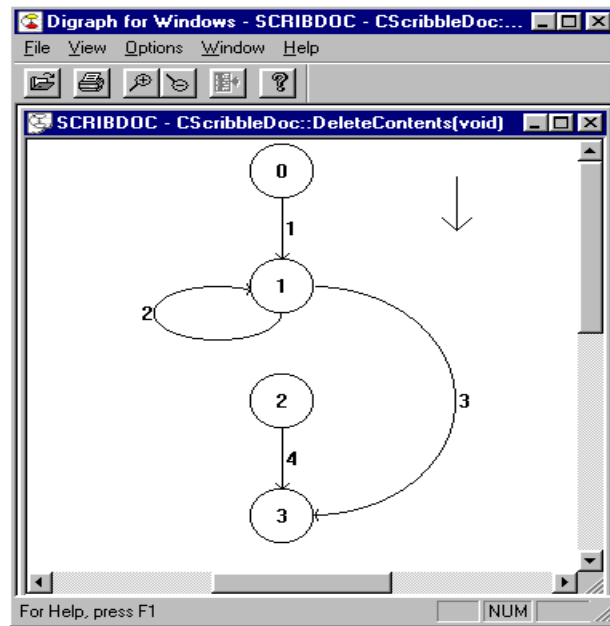 Digraph for Windows - SCRIBDOC - CScribbleDoc:...
File View Options Window Help
SCRIBDOC - CScribbleDoc::DeleteContents(void)
0
1
1
2
2
3
4
3
For Help, press F1
NUM